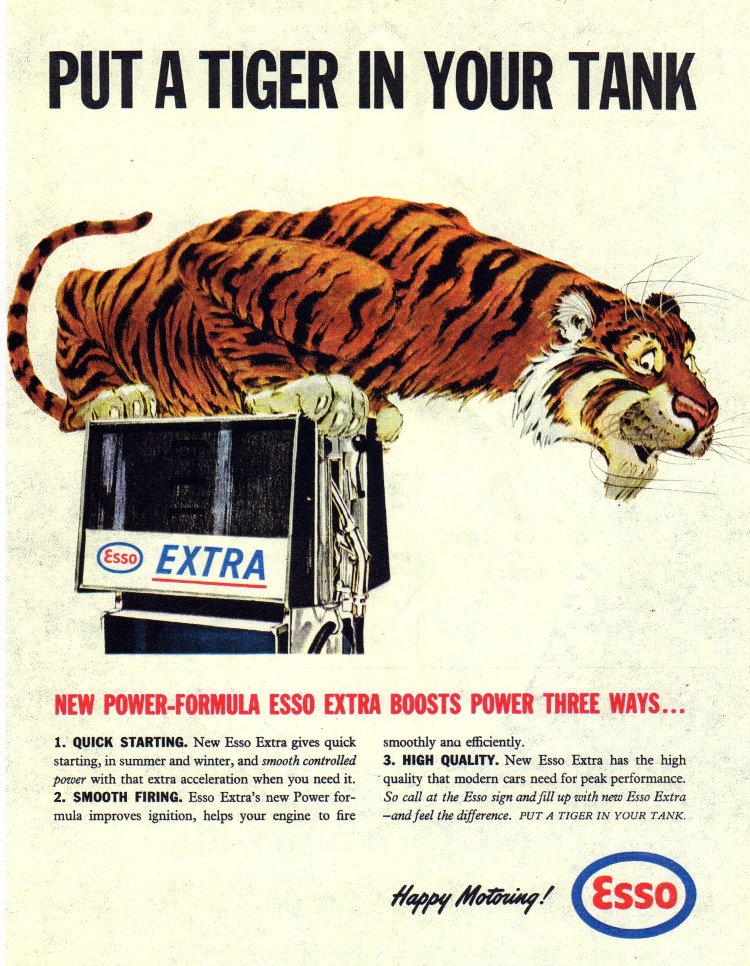 PUT A TIGER IN YOUR TANK
Esso EXTRA
NEW POWER-FORMULA ESSO EXTRA BOOSTS POWER THREE WAYS...
1. QUICK STARTING. New Esso Extra gives quick
starting, in summer and winter, and smooth controlled
power with that extra acceleration when you need it.
2. SMOOTH FIRING. Esso Extra's new Power for-
mula improves ignition, helps your engine to fire
smoothly and efficiently.
3. HIGH QUALITY. New Esso Extra has the high
quality that modern cars need for peak performance.
So call at the Esso sign and fill up with new Esso Extra
—and feel the difference. PUT A TIGER IN YOUR TANK.
Happy Motoring!
Esso